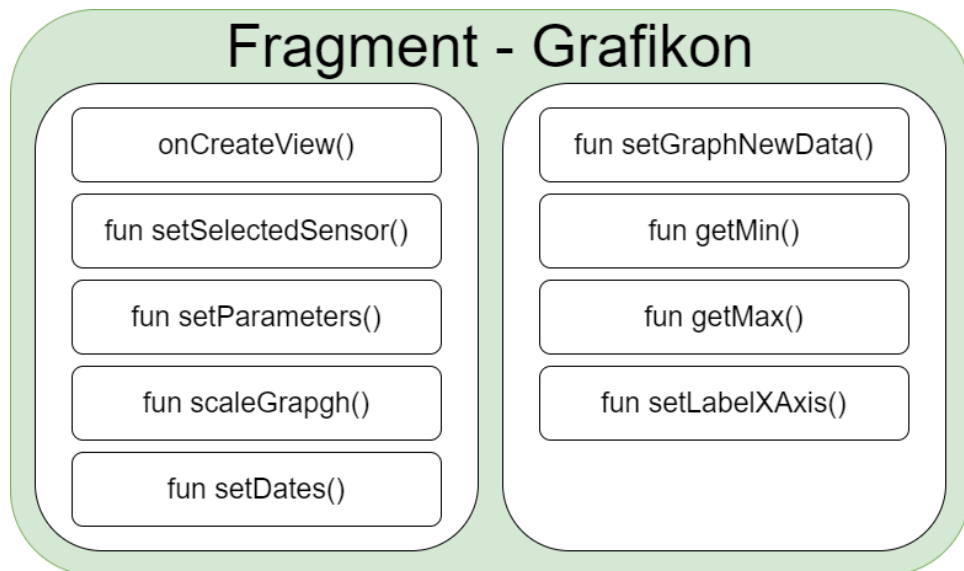 Fragment - Grafikon
onCreateView()
fun setSelectedSensor()
fun setParameters()
fun scaleGrapgh()
fun setDates()
fun setGraphNewData()
fun getMin()
fun getMax()
fun setLabelXAxis()